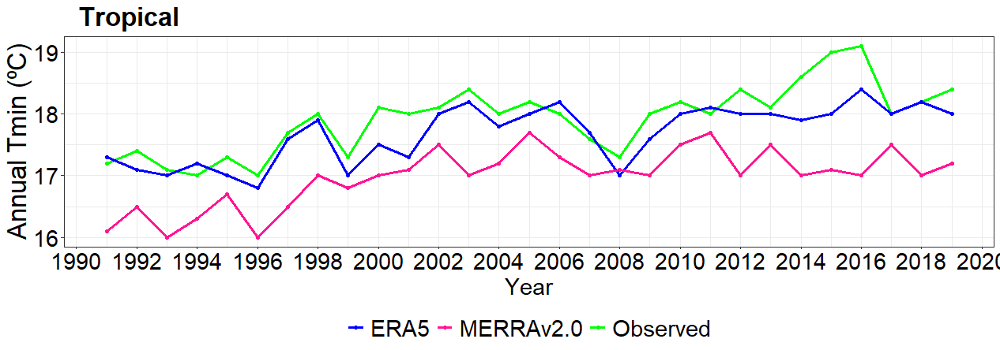 Tropical
Annual Tmin (ºC)
19
18
17
16
1990 1992 1994 1996 1998 2000 2002 2004 2006 2008 2010 2012 2014 2016 2018 2020
Year
ERA5 MERRAv2.0 Observed